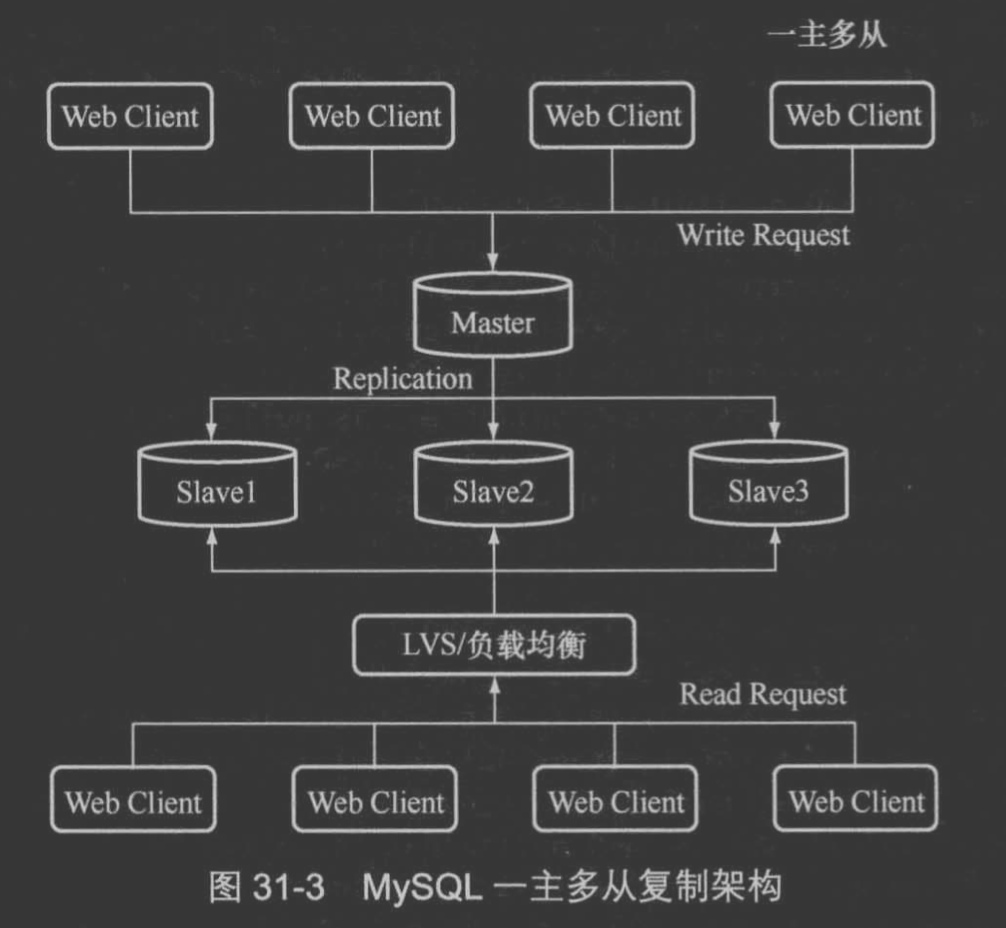 一主多从
Web Client
Web Client
Web Client
Web Client
Write Request
Master
Replication
Slave1
Slave2
Slave3
LVS/负载均衡
Read Request
Web Client
Web Client
Web Client
Web Client
图 31-3 MySQL 一主多从复制架构